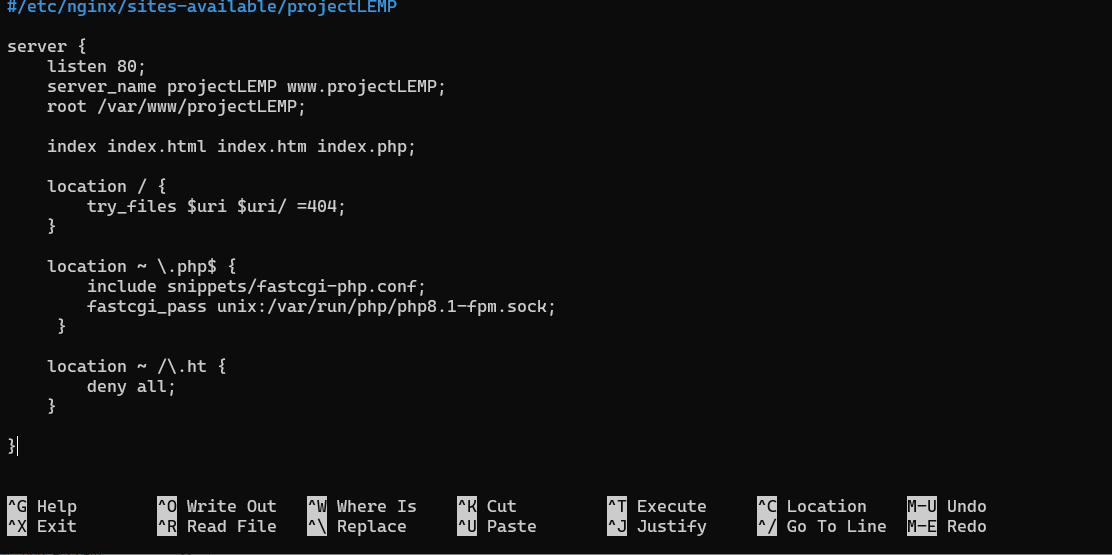 #/etc/nginx/sites-available/projectLEMP
server {
    listen 80;
    server_name projectLEMP www.projectLEMP;
    root /var/www/projectLEMP;
    index index.html index.htm index.php;
    location / {
        try_files $uri $uri/ =404;
    }
    location ~ \.php$ {
        include snippets/fastcgi-php.conf;
        fastcgi_pass unix:/var/run/php/php8.1-fpm.sock;
     }
    location ~ /\.ht {
        deny all;
    }
}
^G Help ^O Write Out ^W Where Is ^K Cut ^T Execute ^C Location M-U Undo
^X Exit ^R Read File ^\ Replace ^U Paste ^J Justify ^/ Go To Line M-E Redo